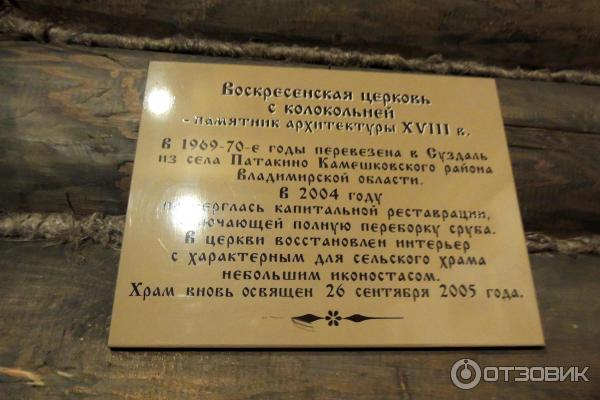 Воскресенская церковь
с колокольней
- памятник архитектуры XVIII в.
В 1969-70-е годы перевезена в Суздаль
из села Патакино Камешковского района
Владимирской области.
В 2004 году
подверглась капитальной реставрации,
включающей полную переборку сруба.
В церкви восстановлен интерьер
с характерным для сельского храма
небольшим иконостасом.
Храм вновь освящен 26 сентября 2005 года.
ОТЗОВИК